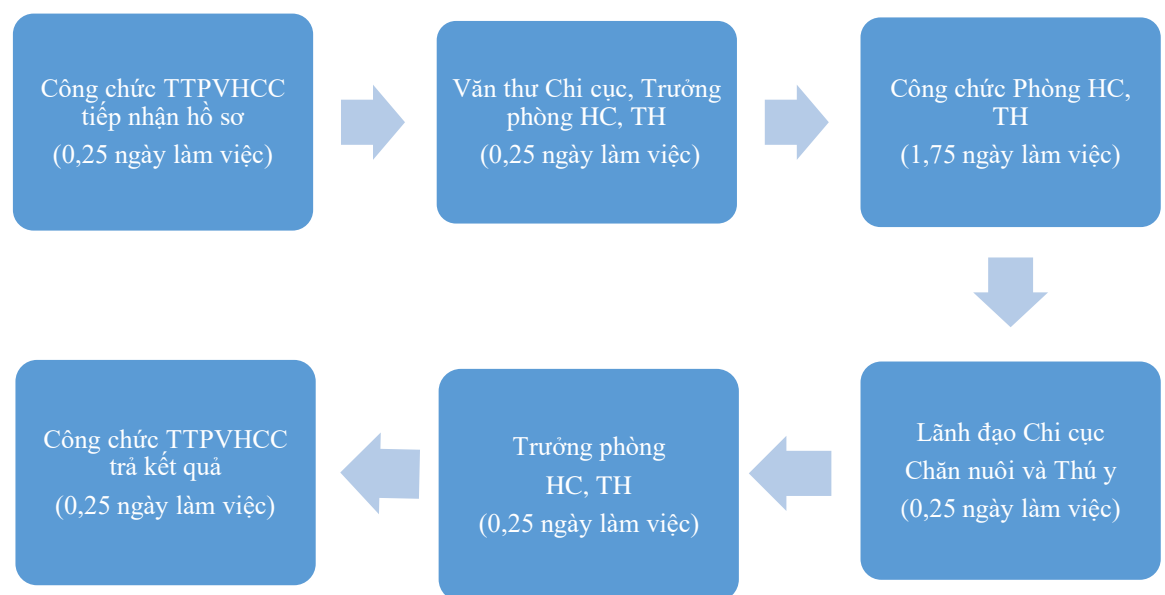 Công chức TTPVHCC
tiếp nhận hồ sơ
(0,25 ngày làm việc)
Văn thư Chi cục, Trưởng
phòng HC, TH
(0,25 ngày làm việc)
Công chức Phòng HC,
TH
(1,75 ngày làm việc)
Lãnh đạo Chi cục
Chăn nuôi và Thú y
(0,25 ngày làm việc)
Trưởng phòng
HC, TH
(0,25 ngày làm việc)
Công chức TTPVHCC
trả kết quả
(0,25 ngày làm việc)